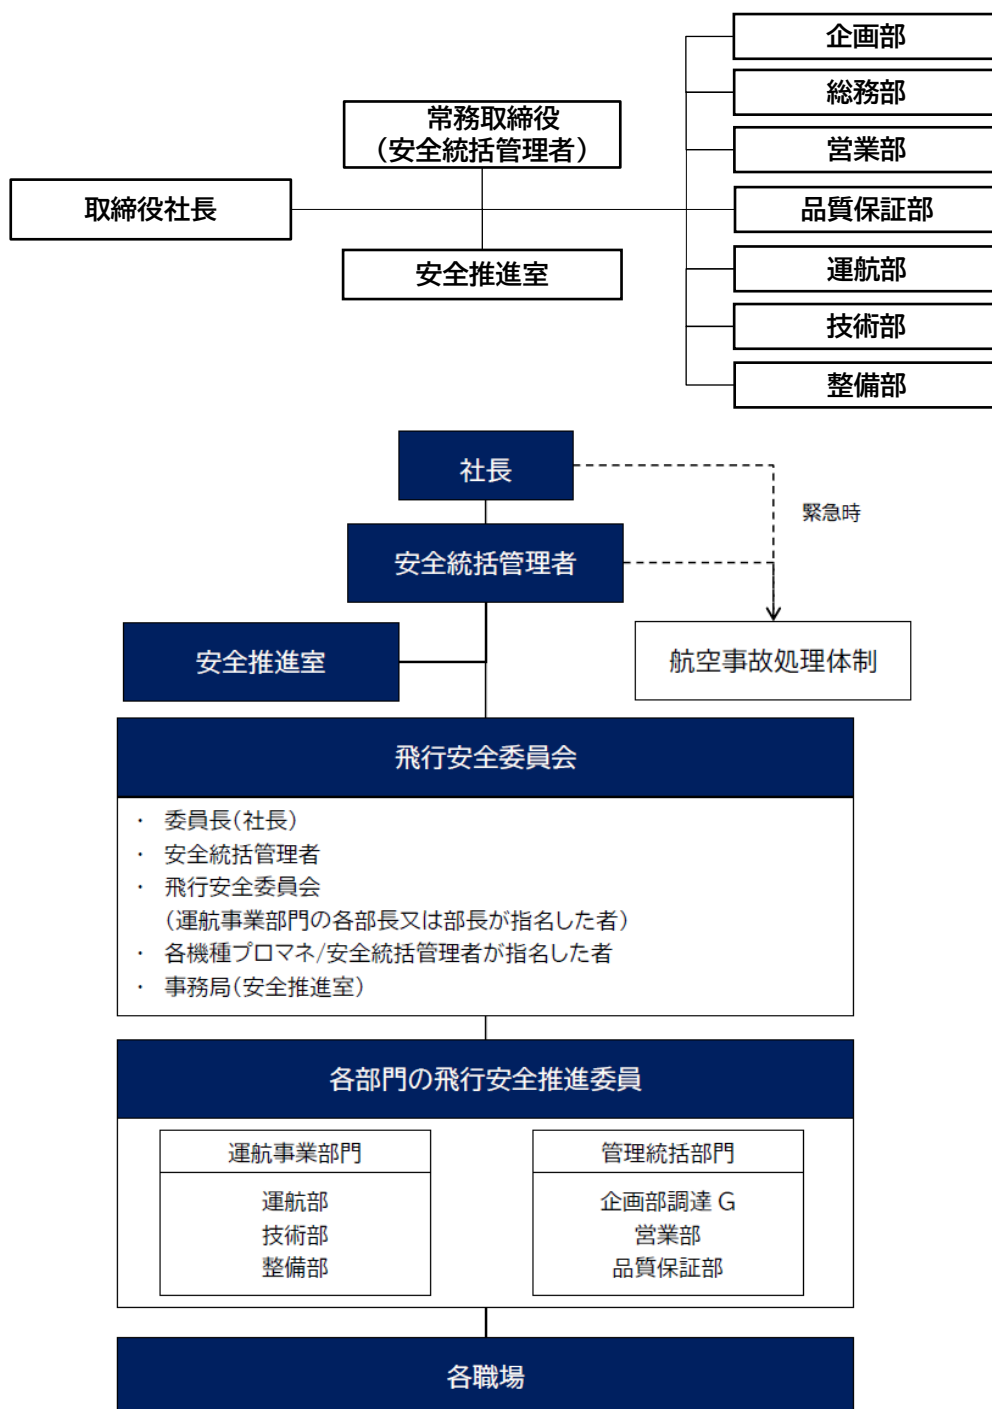 企画部
総務部
常務取締役
（安全統括管理者）
営業部
取締役社長
品質保証部
安全推進室
運航部
技術部
整備部
社長
緊急時
安全統括管理者
安全推進室
航空事故処理体制
飛行安全委員会
・ 委員長（社長）
・ 安全統括管理者
・ 飛行安全委員会
（運航事業部門の各部長又は部長が指名した者）
・ 各機種プロマネ/安全統括管理者が指名した者
・ 事務局（安全推進室）
各部門の飛行安全推進委員
運航事業部門
運航部
技術部
整備部
管理統括部門
企画部調達 G
営業部
品質保証部
各職場